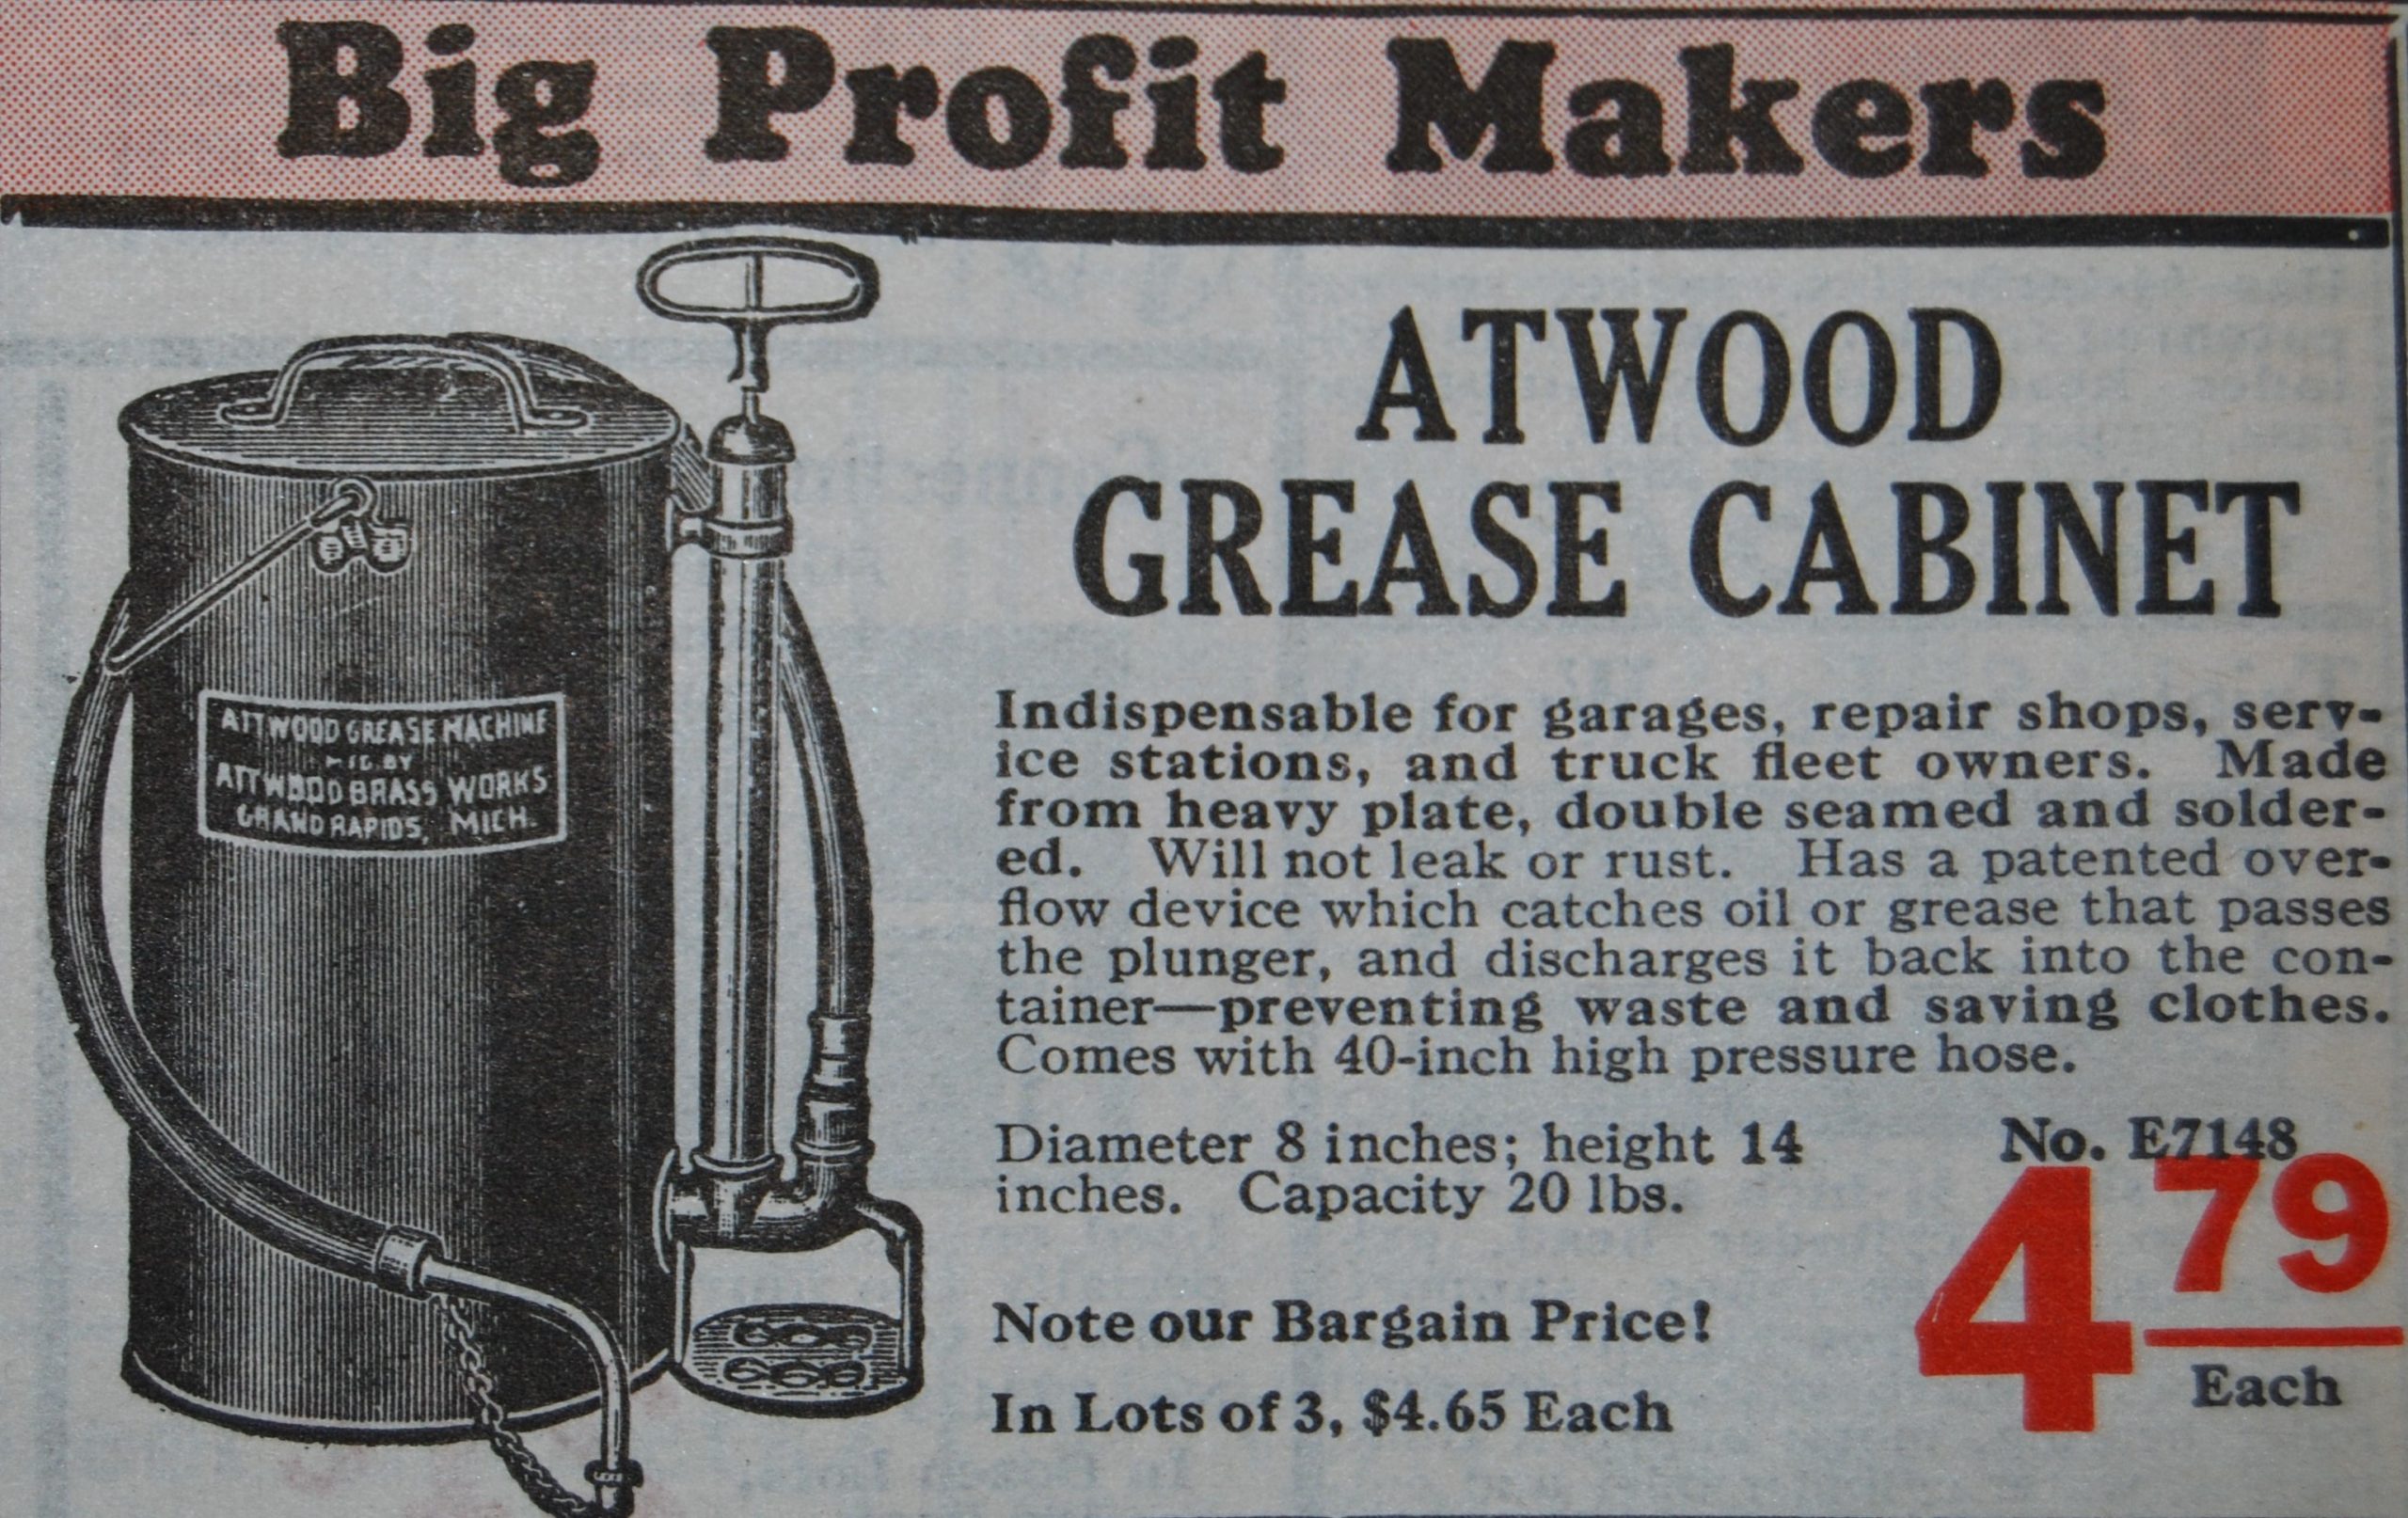 Big Profit Makers
ATTWOOD GREASE MACHINE
MFG. BY
ATTWOOD BRASS WORKS
GRAND RAPIDS, MICH.
ATWOOD
GREASE CABINET
Indispensable for garages, repair shops, serv-
ice stations, and truck fleet owners. Made
from heavy plate, double seamed and solder-
ed. Will not leak or rust. Has a patented over-
flow device which catches oil or grease that passes
the plunger, and discharges it back into the con-
tainer—preventing waste and saving clothes.
Comes with 40-inch high pressure hose.
Diameter 8 inches; height 14
inches. Capacity 20 lbs.
No. E7148
4 79
Each
Note our Bargain Price!
In Lots of 3, $4.65 Each